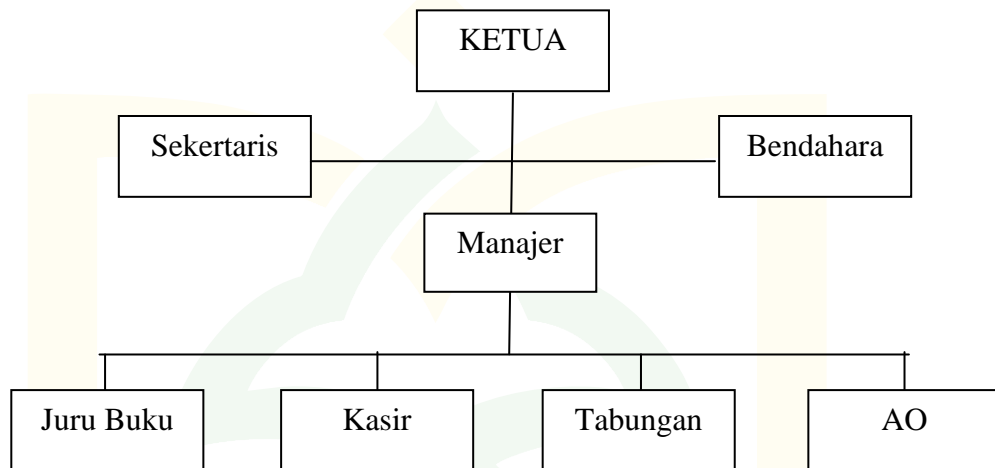 KETUA
Sekertaris
Bendahara
Manajer
Juru Buku
Kasir
Tabungan
AO